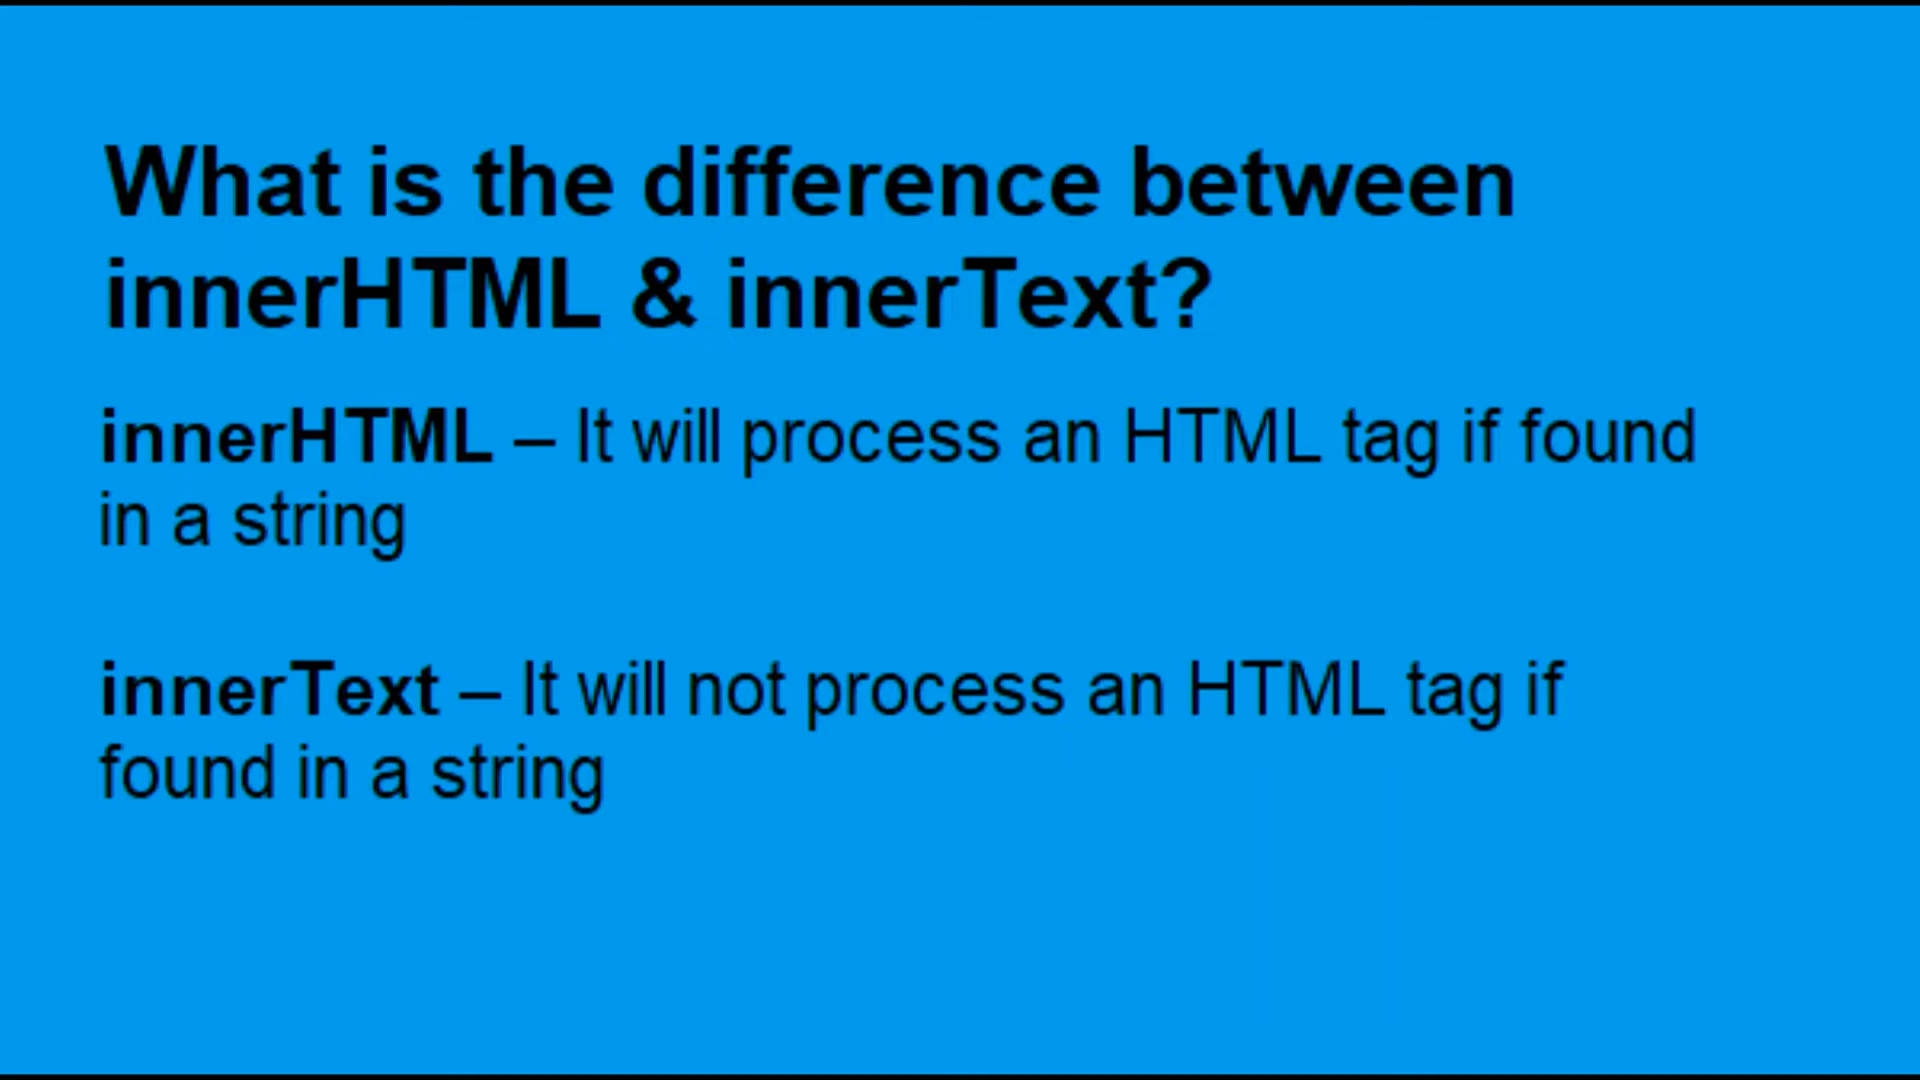 What is the difference between
innerHTML & innerText?
innerHTML – It will process an HTML tag if found
in a string
innerText – It will not process an HTML tag if
found in a string